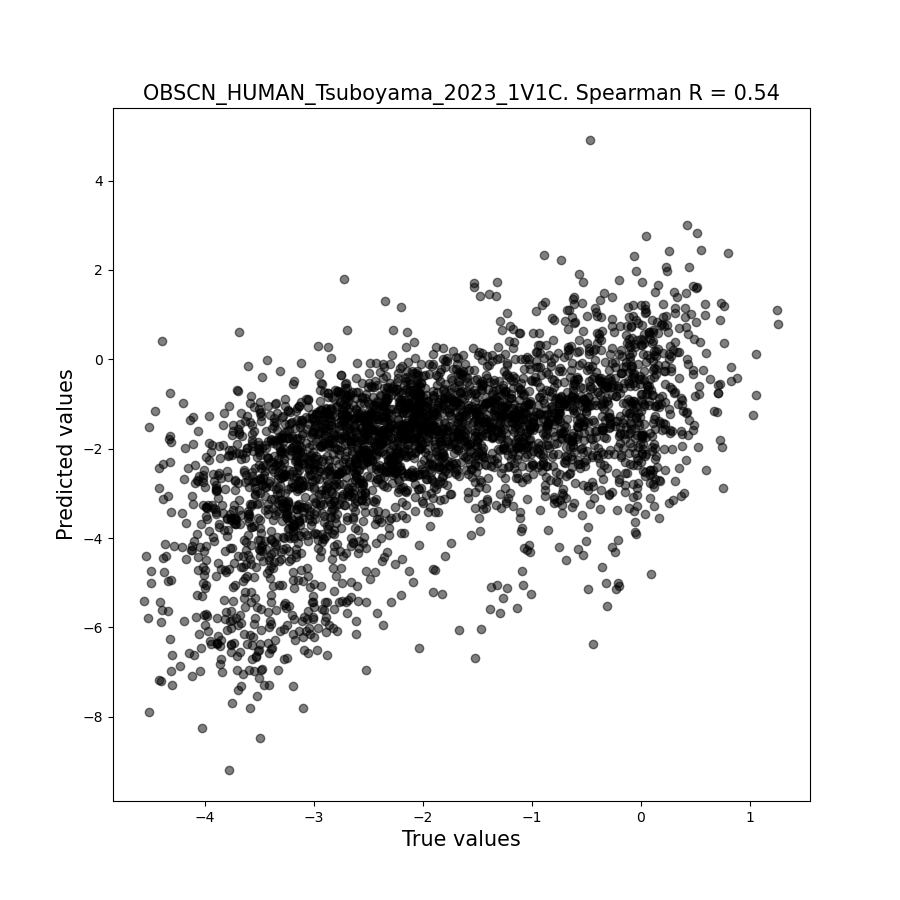 OBSCN_HUMAN_Tsuboyama_2023_1V1C. Spearman R = 0.54
4
2
0
−2
−4
−6
−8
Predicted values
−4 −3 −2 −1 0 1
True values